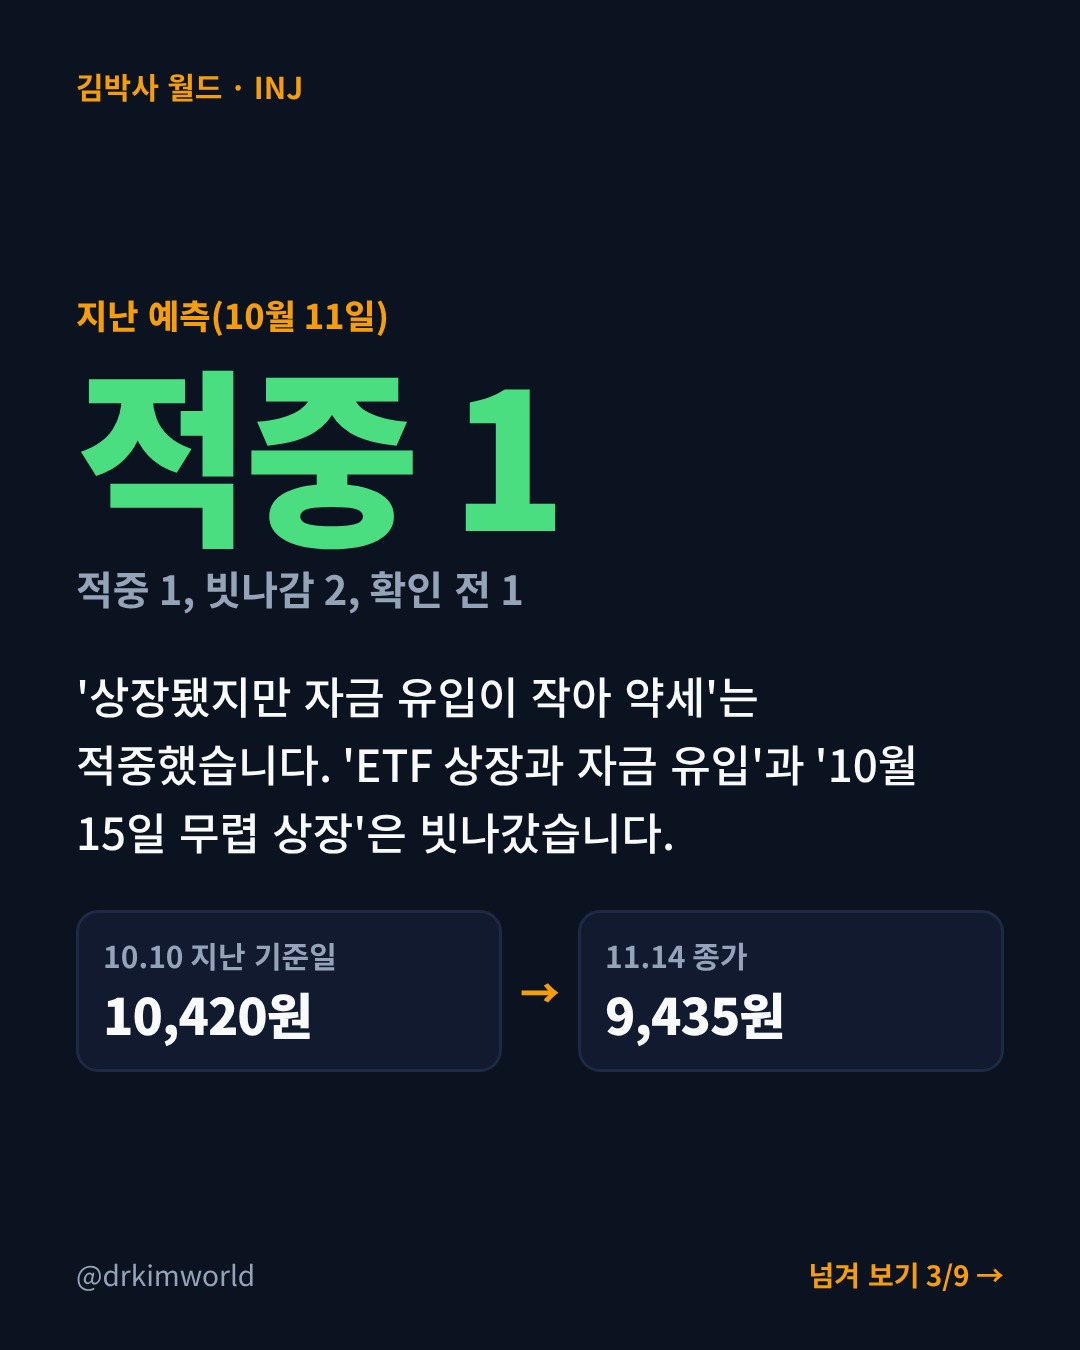 김박사 월드 · INJ
지난 예측(10월 11일)
적중 1
적중 1, 빗나감 2, 확인 전 1
'상장됐지만 자금 유입이 작아 약세'는
적중했습니다. 'ETF 상장과 자금 유입'과 '10월
15일 무렵 상장'은 빗나갔습니다.
10.10 지난 기준일
10,420원
→
11.14 종가
9,435원
@drkimworld
넘겨 보기 3/9 →